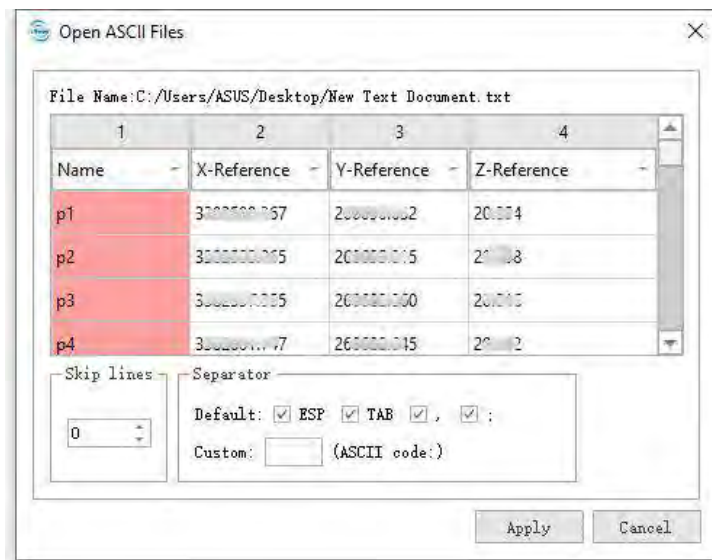 Open ASCII Files
File Name:C:/Users/ASUS/Desktop/New Text Document.txt
1 2 3 4
Name X-Reference Y-Reference Z-Reference
p1
p2
p3
p4
Skip lines Separator
Default: ESP TAB , ;
0
Custom: (ASCII code:)
Apply Cancel